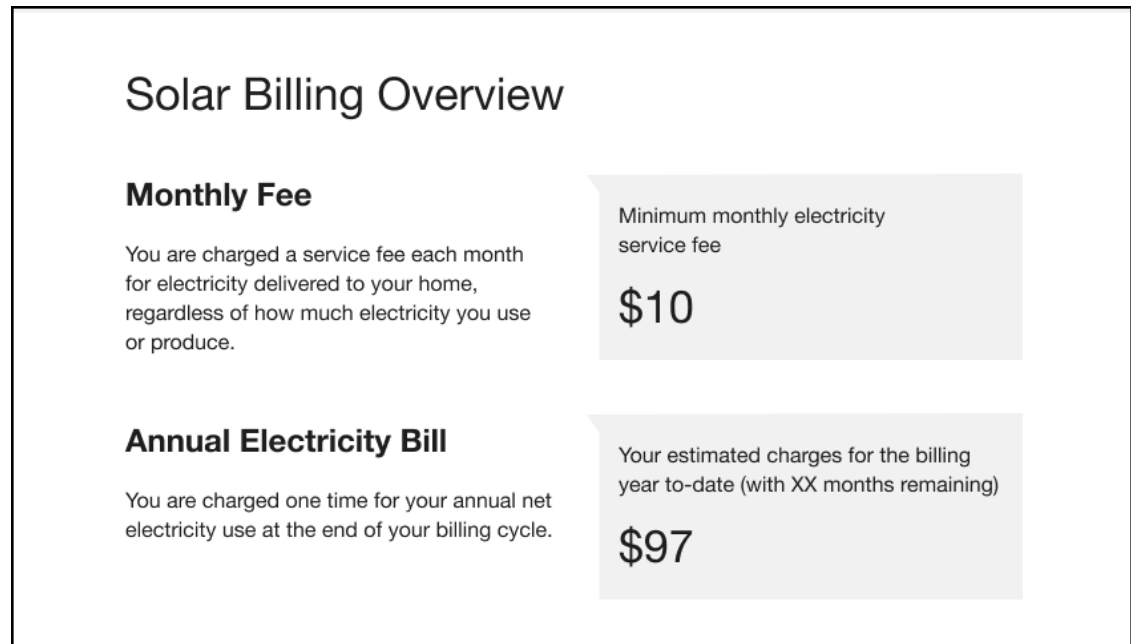 Solar Billing Overview
Monthly Fee
You are charged a service fee each month
for electricity delivered to your home,
regardless of how much electricity you use
or produce.
Minimum monthly electricity
service fee
$10
Annual Electricity Bill
You are charged one time for your annual net
electricity use at the end of your billing cycle.
Your estimated charges for the billing
year to-date (with XX months remaining)
$97